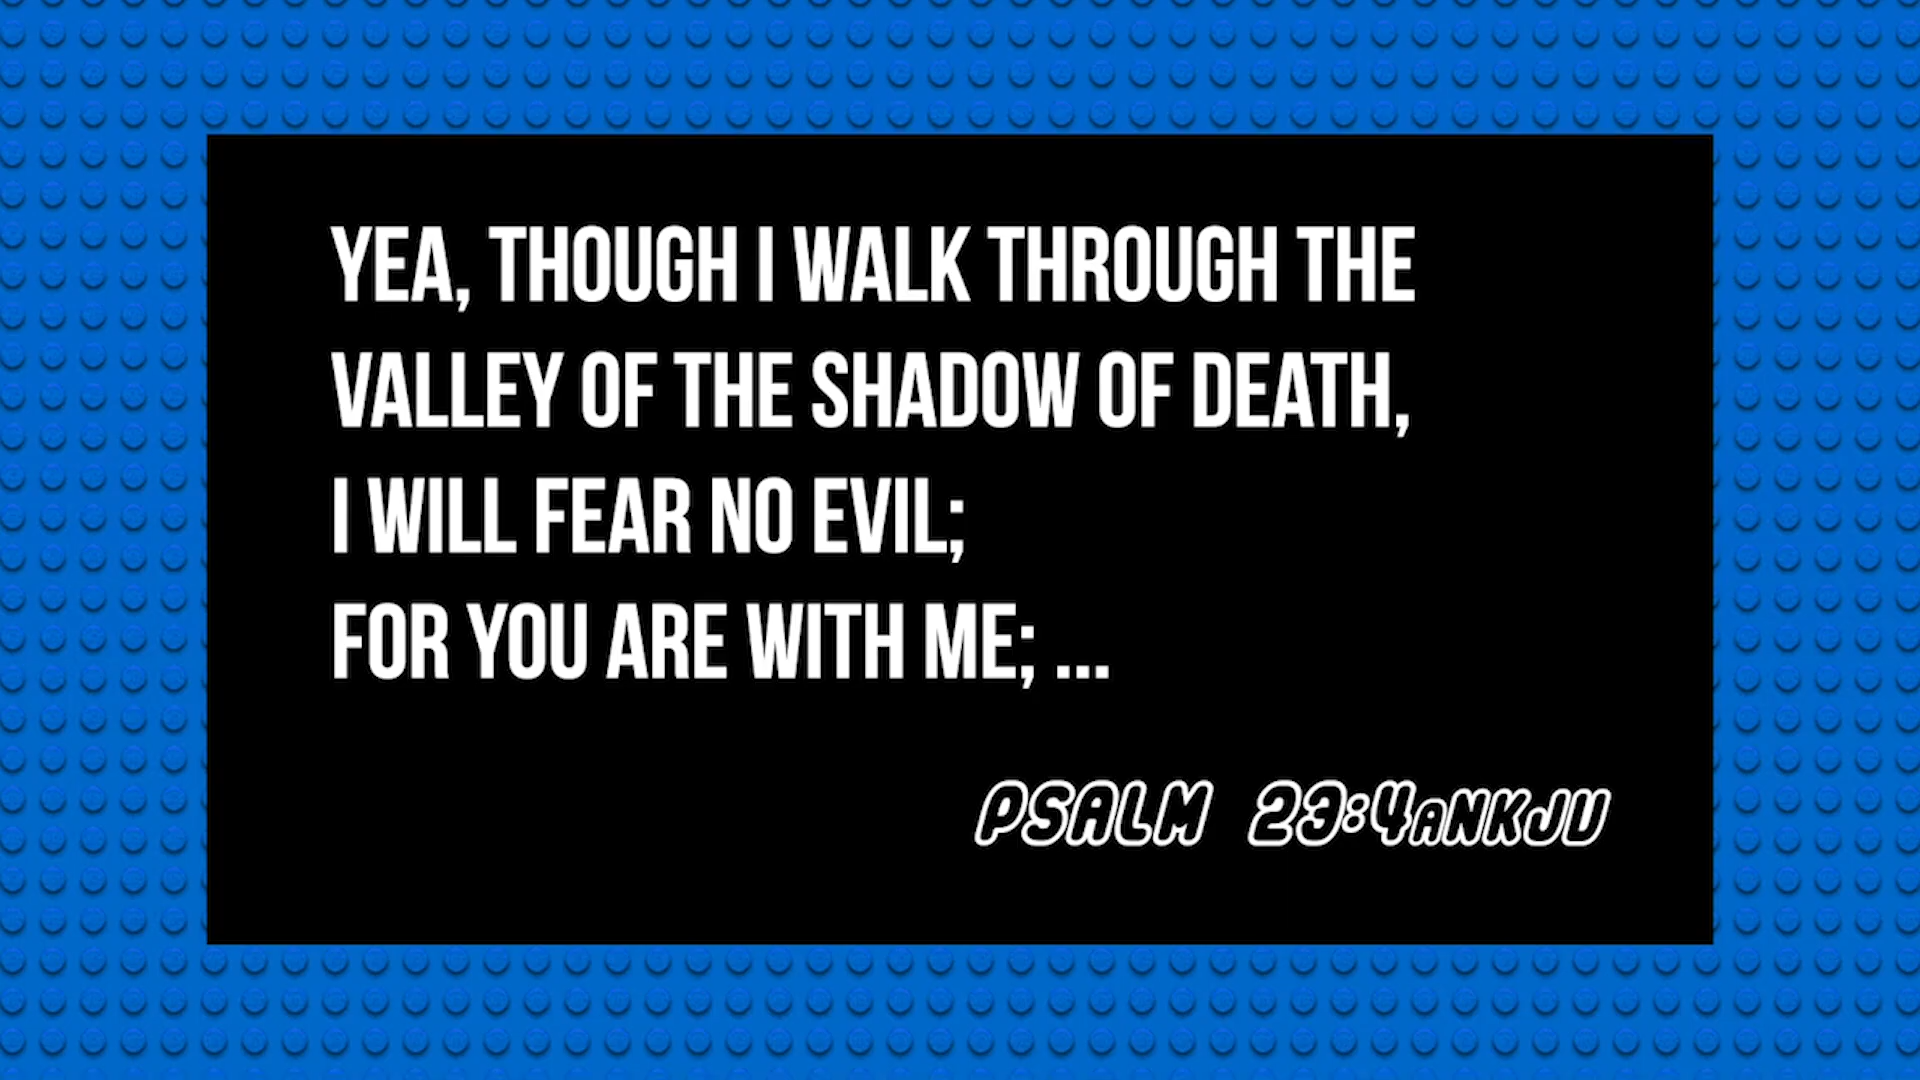 YEA, THOUGH I WALK THROUGH THE
VALLEY OF THE SHADOW OF DEATH,
I WILL FEAR NO EVIL;
FOR YOU ARE WITH ME; ...
PSALM 23:4ANKJV